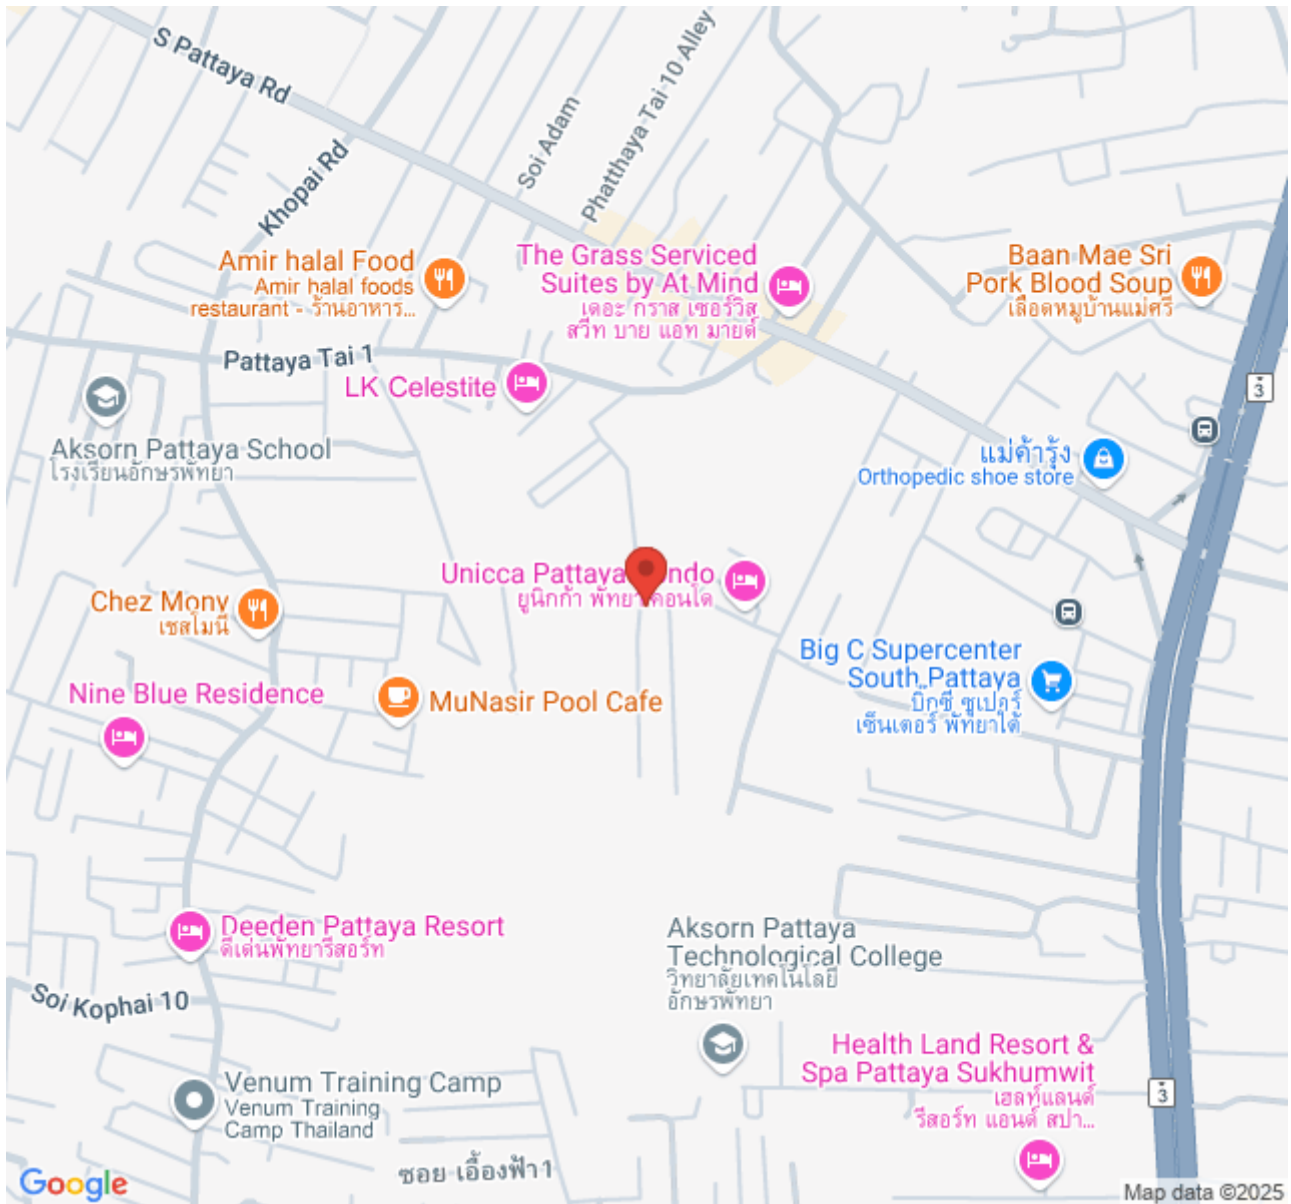 S Pattaya Rd
Khopai Rd
Soi Adam
Phatthaya Tai 10 Alley
Amir halal Food
Amir halal foods
restaurant - ร้านอาหาร...
The Grass Serviced
Suites by At Mind
เดอะ กราส เซอร์วิส
สวีท บาย แอท มายด์
Baan Mae Sri
Pork Blood Soup
เลือดหมูบ้านแม่ศรี
Pattaya Tai 1
LK Celestite
3
Aksorn Pattaya School
โรงเรียนอักษรพัทยา
แม่ค้ารุ้ง
Orthopedic shoe store
Unicca Pattaya ondo
ยูนิกก้า พัทยา คอนโด
Chez Mony
เชสโมนี
Big C Supercenter
South Pattaya
บิ๊กซี ซูเปอร์
เซ็นเตอร์ พัทยาใต้
Nine Blue Residence
MuNasir Pool Cafe
Deeden Pattaya Resort
ดีเด่นพัทยารีสอร์ท
Aksorn Pattaya
Technological College
วิทยาลัยเทคโนโลยี
อักษรพัทยา
Soi Kophai 10
Health Land Resort &
Spa Pattaya Sukhumwit
เฮลท์แลนด์
รีสอร์ท แอนด์ สปา...
Venum Training Camp
Venum Training
Camp Thailand
3
ซอย เอื้องฟ้า 1
Google
Map data ©2025